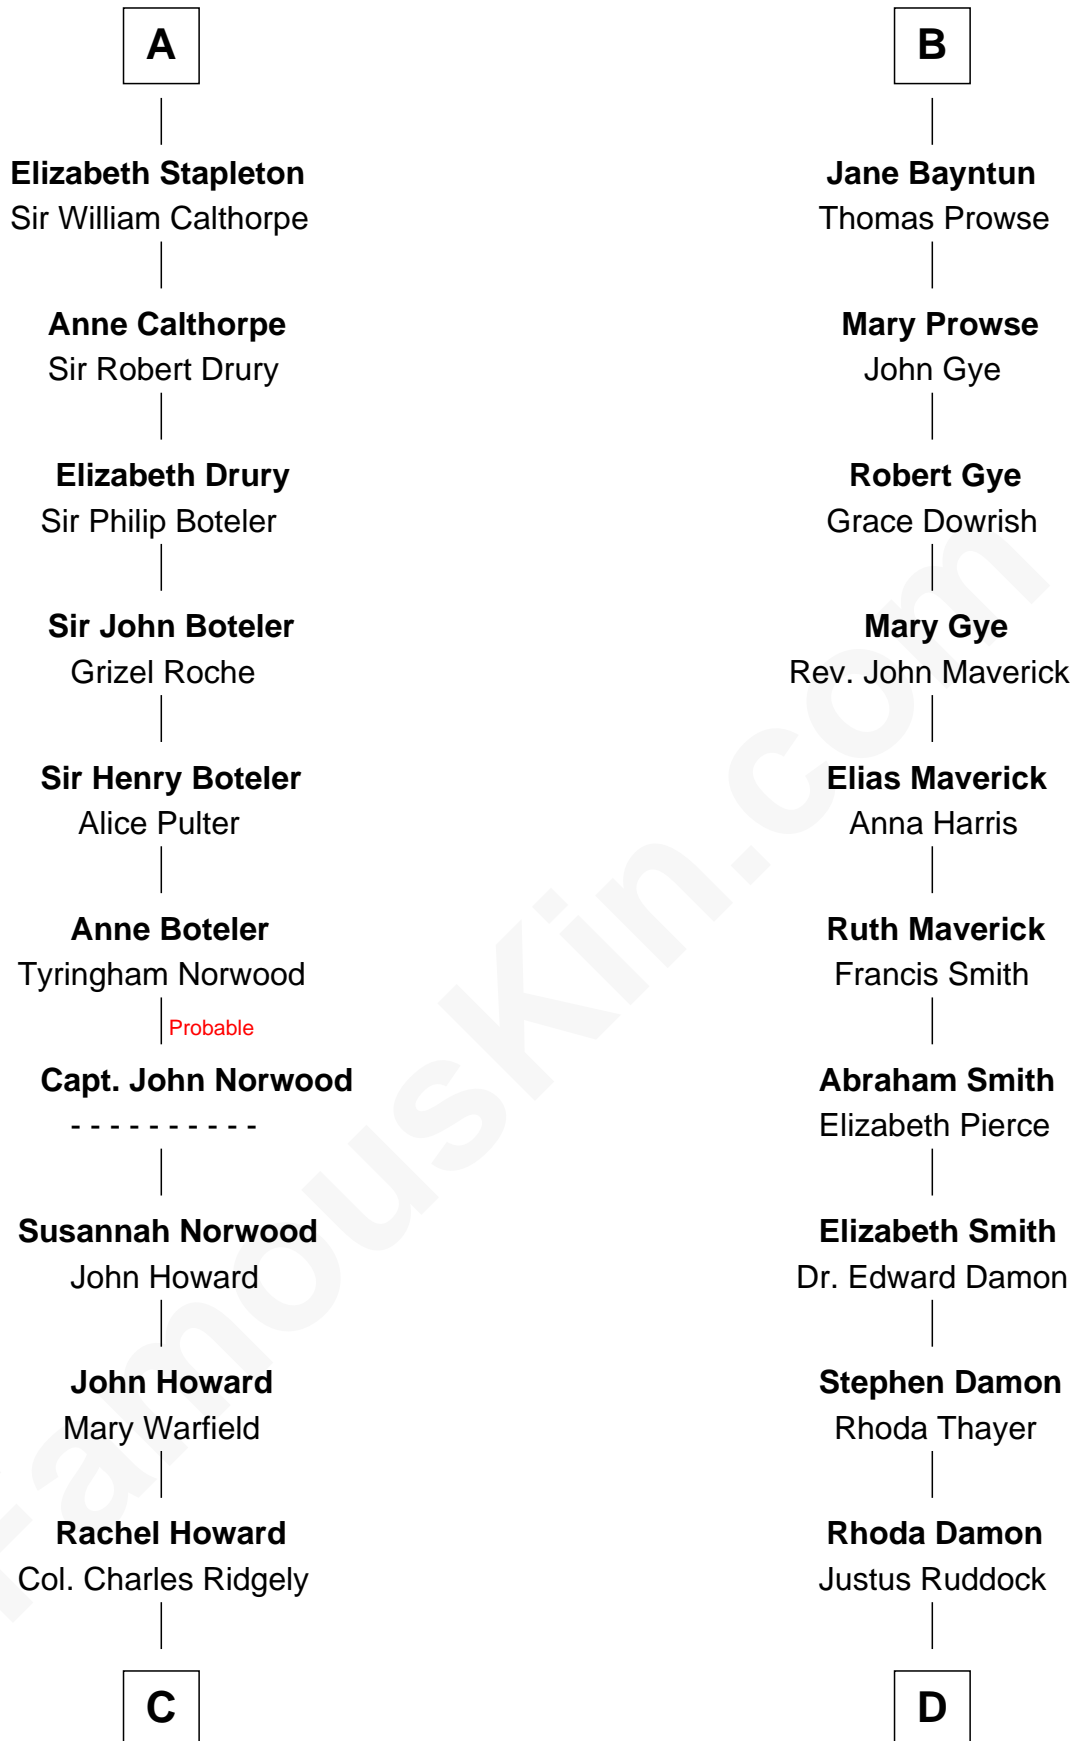 A
Elizabeth Stapleton
Sir William Calthorpe
Anne Calthorpe
Sir Robert Drury
Elizabeth Drury
Sir Philip Boteler
Sir John Boteler
Grizel Roche
Sir Henry Boteler
Alice Pulter
Anne Boteler
Tyringham Norwood
Probable
Capt. John Norwood
- - - - - - - - - -
Susannah Norwood
John Howard
John Howard
Mary Warfield
Rachel Howard
Col. Charles Ridgely
C
B
Jane Bayntun
Thomas Prowse
Mary Prowse
John Gye
Robert Gye
Grace Dowrish
Mary Gye
Rev. John Maverick
Elias Maverick
Anna Harris
Ruth Maverick
Francis Smith
Abraham Smith
Elizabeth Pierce
Elizabeth Smith
Dr. Edward Damon
Stephen Damon
Rhoda Thayer
Rhoda Damon
Justus Ruddock
D
FamousKin.com